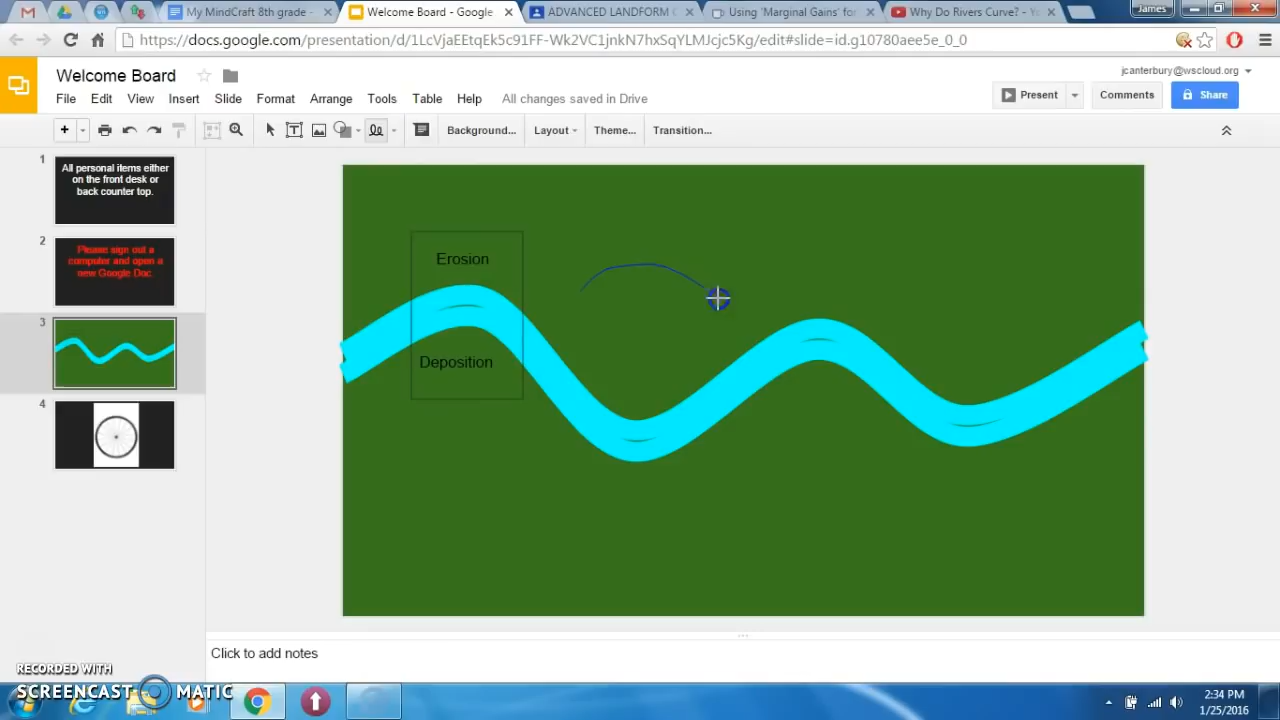 My MindCraft 8th grade -
Welcome Board - Google
ADVANCED LANDFORM
Using 'Marginal Gains' for
Why Do Rivers Curve? - Yo
James
https://docs.google.com/presentation/d/1LcVjaEEtqEk5c91FF-Wk2VC1jnkN7hxSqYLMJcjc5Kg/edit#slide=id.g10780aee5e_0_0
Welcome Board
jcanterbury@wscloud.org
File Edit View Insert Slide Format Arrange Tools Table Help All changes saved in Drive
Present Comments Share
Background... Layout Theme... Transition...
1
All personal items either
on the front desk or
back counter top.
2
Please sign out a
computer and open a
new Google Doc.
3
4
Erosion
Deposition
Click to add notes
RECORDED WITH
SCREENCAST MATIC
2:34 PM
1/25/2016